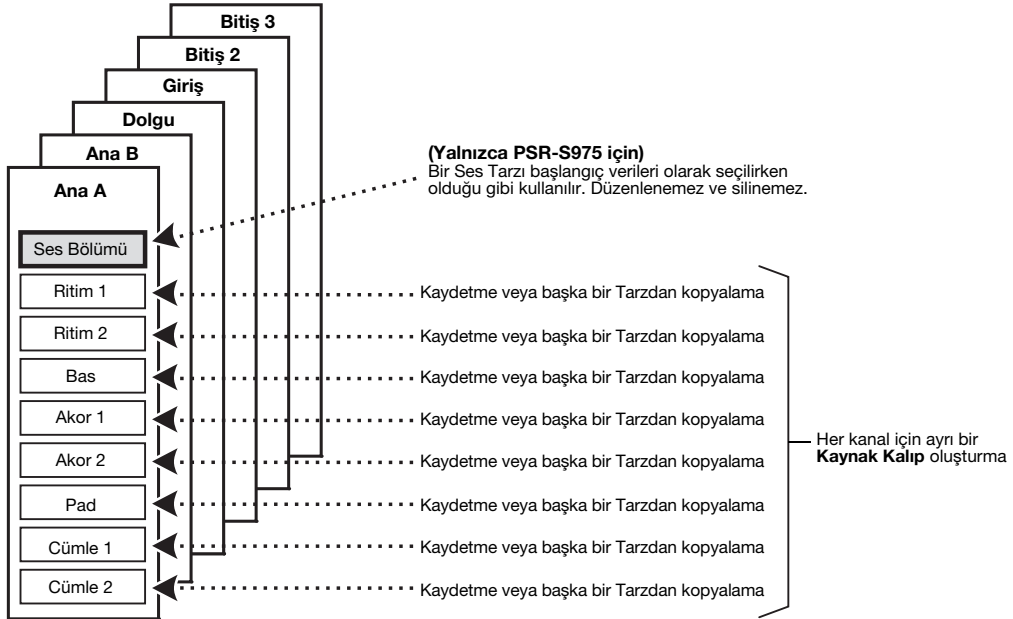 Bitiş 3
Bitiş 2
Giriş
Dolgu
Ana B
Ana A
(Yalnızca PSR-S975 için)
Bir Ses Tarzı başlangıç verileri olarak seçilirken
olduğu gibi kullanılır. Düzenlenemez ve silinemez.
Ses Bölümü
Ritim 1
Kaydetme veya başka bir Tarzdan kopyalama
Ritim 2
Kaydetme veya başka bir Tarzdan kopyalama
Bas
Kaydetme veya başka bir Tarzdan kopyalama
Akor 1
Kaydetme veya başka bir Tarzdan kopyalama
Akor 2
Kaydetme veya başka bir Tarzdan kopyalama
Pad
Kaydetme veya başka bir Tarzdan kopyalama
Cümle 1
Kaydetme veya başka bir Tarzdan kopyalama
Cümle 2
Kaydetme veya başka bir Tarzdan kopyalama
Her kanal için ayrı bir
Kaynak Kalıp oluşturma